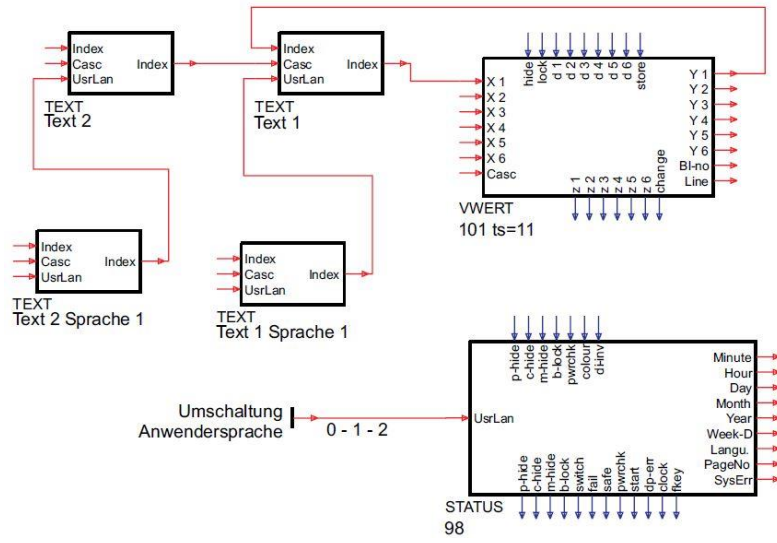 Index
Casc
UsrLan
Index
TEXT
Text 2
Index
Casc
UsrLan
Index
TEXT
Text 1
hide
lock
d 1
d 2
d 3
d 4
d 5
d 6
store
X 1
X 2
X 3
X 4
X 5
X 6
Casc
Y 1
Y 2
Y 3
Y 4
Y 5
Y 6
Bl-no
Line
z 1
z 2
z 3
z 4
z 5
z 6
change
VWERT
101 ts=11
Index
Casc
UsrLan
Index
TEXT
Text 2 Sprache 1
Index
Casc
UsrLan
Index
TEXT
Text 1 Sprache 1
Umschaltung
Anwendersprache
0 - 1 - 2
p-hide
c-hide
m-hide
b-lock
pwrchk
colour
di-inv
UsrLan
Minute
Hour
Day
Month
Year
Week-D
Langu.
PageNo
SysErr
p-hide
c-hide
m-hide
b-lock
switch
fail
safe
pwrchk
start
dp-err
clock
fkey
STATUS
98